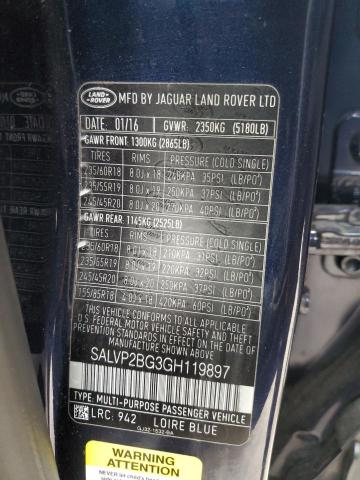 LAND ROVER
MFD BY JAGUAR LAND ROVER LTD
DATE: 01/16 GVWR: 2350KG (5180LB)
GAWR FRONT: 1300KG (2865LB)
TIRES RIMS PRESSURE (COLD SINGLE)
235/60R18 8.0J x 18 240KPA 35PSI (LB/PO²)
235/55R19 8.0J x 19 250KPA 37PSI (LB/PO²)
245/45R20 8.0J x 20 270KPA 40PSI (LB/PO²)
GAWR REAR: 1145KG (2525LB)
TIRES RIMS PRESSURE (COLD SINGLE)
235/60R18 8.0J x 18 210KPA 31PSI (LB/PO²)
235/55R19 8.0J x 19 220KPA 32PSI (LB/PO²)
245/45R20 8.0J x 20 250KPA 37PSI (LB/PO²)
155/85R18 4.0J x 18 420KPA 60PSI (LB/PO²)
THIS VEHICLE CONFORMS TO ALL APPLICABLE FEDERAL MOTOR VEHICLE SAFETY, BUMPER, AND THEFT PREVENTION STANDARDS IN EFFECT ON THE DATE OF MANUFACTURE SHOWN ABOVE.
SALVP2BG3GH119897
TYPE: MULTI-PURPOSE PASSENGER VEHICLE
LRC: 942 LOIRE BLUE
GJ32-1532-BA
WARNING